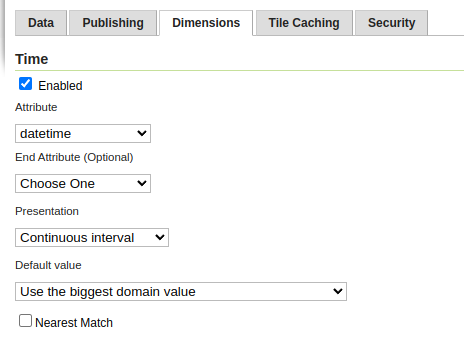 Data Publishing Dimensions Tile Caching Security
Time
Enabled
Attribute
datetime
End Attribute (Optional)
Choose One
Presentation
Continuous interval
Default value
Use the biggest domain value
Nearest Match